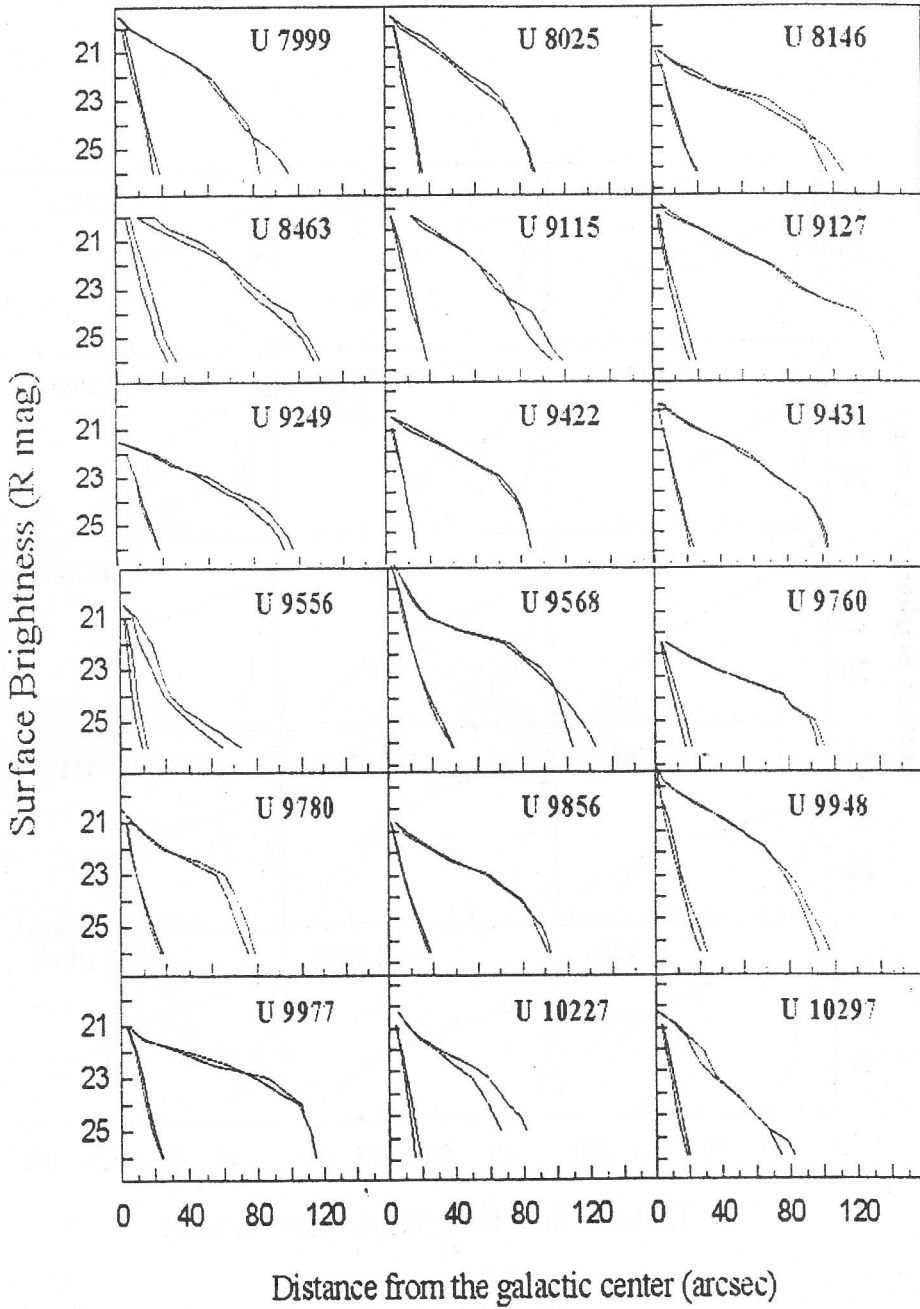 U 7999 U 8025 U 8146
21
23
25
U 8463 U 9115 U 9127
21
23
25
U 9249 U 9422 U 9431
21
23
25
U 9556 U 9568 U 9760
21
23
25
U 9780 U 9856 U 9948
21
23
25
U 9977 U 10227 U 10297
21
23
25
0 40 80 120 0 40 80 120 0 40 80 120
Surface Brightness (R mag)
Distance from the galactic center (arcsec)